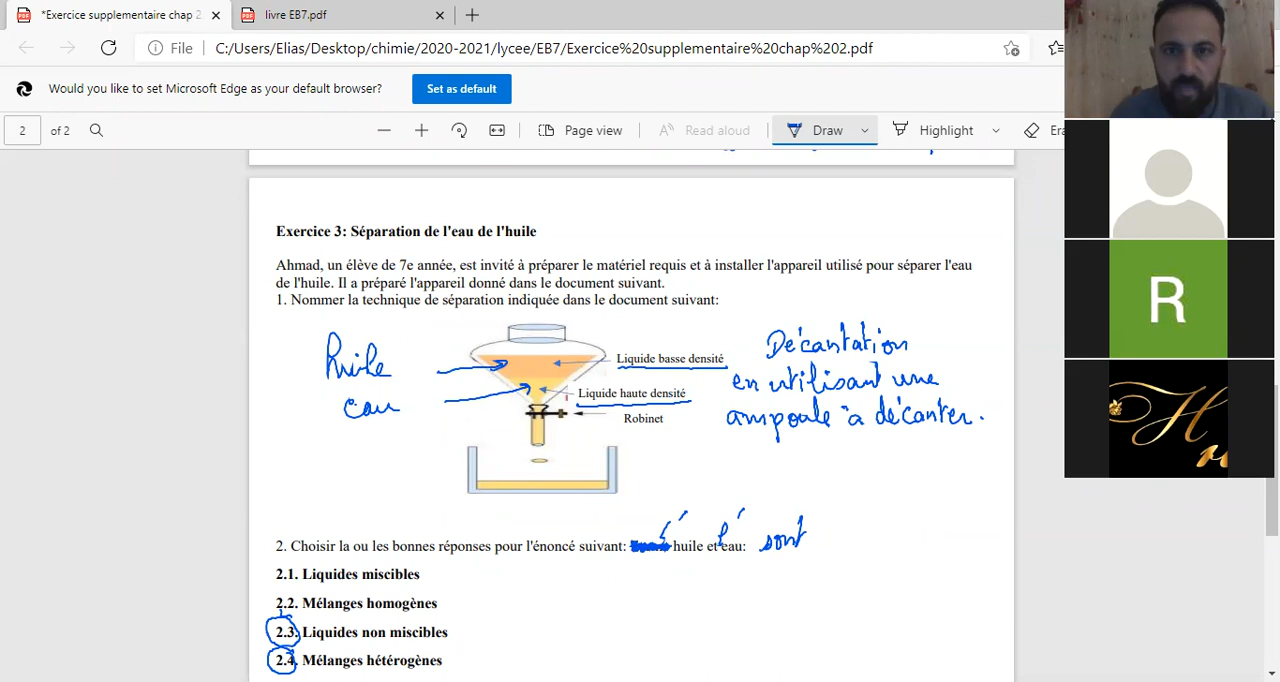 *Exercice supplementaire chap 2
livre EB7.pdf
File
C:/Users/Elias/Desktop/chimie/2020-2021/lycee/EB7/Exercice%20supplementaire%20chap%202.pdf
Would you like to set Microsoft Edge as your default browser?
Set as default
2 of 2
Page view
Read aloud
Draw
Highlight
Era
Exercice 3: Séparation de l'eau de l'huile
Ahmad, un élève de 7e année, est invité à préparer le matériel requis et à installer l'appareil utilisé pour séparer l'eau
de l'huile. Il a préparé l'appareil donné dans le document suivant.
1. Nommer la technique de séparation indiquée dans le document suivant:
huile
eau
Liquide basse densité
Liquide haute densité
Robinet
Décantation
en utilisant une
ampoule à décanter.
2. Choisir la ou les bonnes réponses pour l'énoncé suivant: l' huile et l' eau: sont
2.1. Liquides miscibles
2.2. Mélanges homogènes
2.3. Liquides non miscibles
2.4. Mélanges hétérogènes
R
H